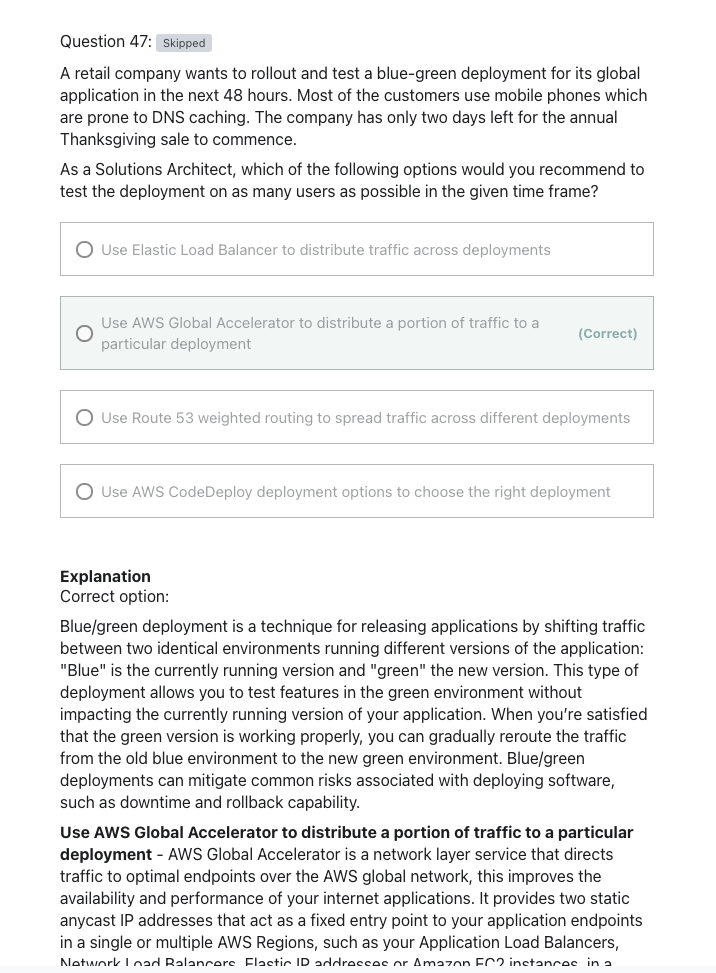 Question 47: Skipped
A retail company wants to rollout and test a blue-green deployment for its global
application in the next 48 hours. Most of the customers use mobile phones which
are prone to DNS caching. The company has only two days left for the annual
Thanksgiving sale to commence.
As a Solutions Architect, which of the following options would you recommend to
test the deployment on as many users as possible in the given time frame?
Use Elastic Load Balancer to distribute traffic across deployments
Use AWS Global Accelerator to distribute a portion of traffic to a
particular deployment
(Correct)
Use Route 53 weighted routing to spread traffic across different deployments
Use AWS CodeDeploy deployment options to choose the right deployment
Explanation
Correct option:
Blue/green deployment is a technique for releasing applications by shifting traffic
between two identical environments running different versions of the application:
"Blue" is the currently running version and "green" the new version. This type of
deployment allows you to test features in the green environment without
impacting the currently running version of your application. When you’re satisfied
that the green version is working properly, you can gradually reroute the traffic
from the old blue environment to the new green environment. Blue/green
deployments can mitigate common risks associated with deploying software,
such as downtime and rollback capability.
Use AWS Global Accelerator to distribute a portion of traffic to a particular
deployment - AWS Global Accelerator is a network layer service that directs
traffic to optimal endpoints over the AWS global network, this improves the
availability and performance of your internet applications. It provides two static
anycast IP addresses that act as a fixed entry point to your application endpoints
in a single or multiple AWS Regions, such as your Application Load Balancers,
Network Load Balancers, Elastic IP addresses or Amazon EC2 instances, in a